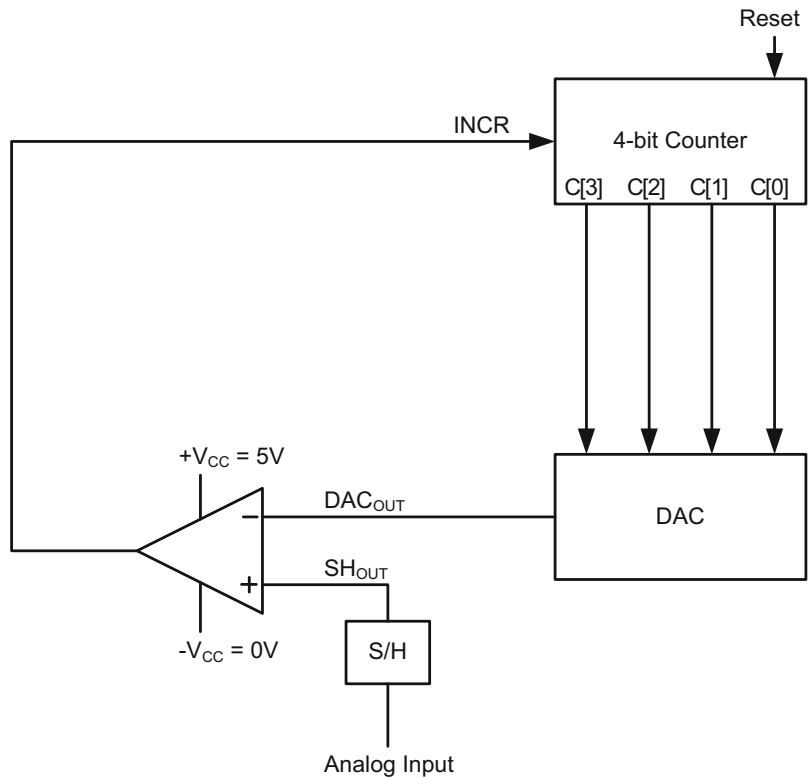 Reset
INCR
4-bit Counter
C[3] C[2] C[1] C[0]
+VCC = 5V
DACOUT
DAC
SHOUT
-VCC = 0V
S/H
Analog Input